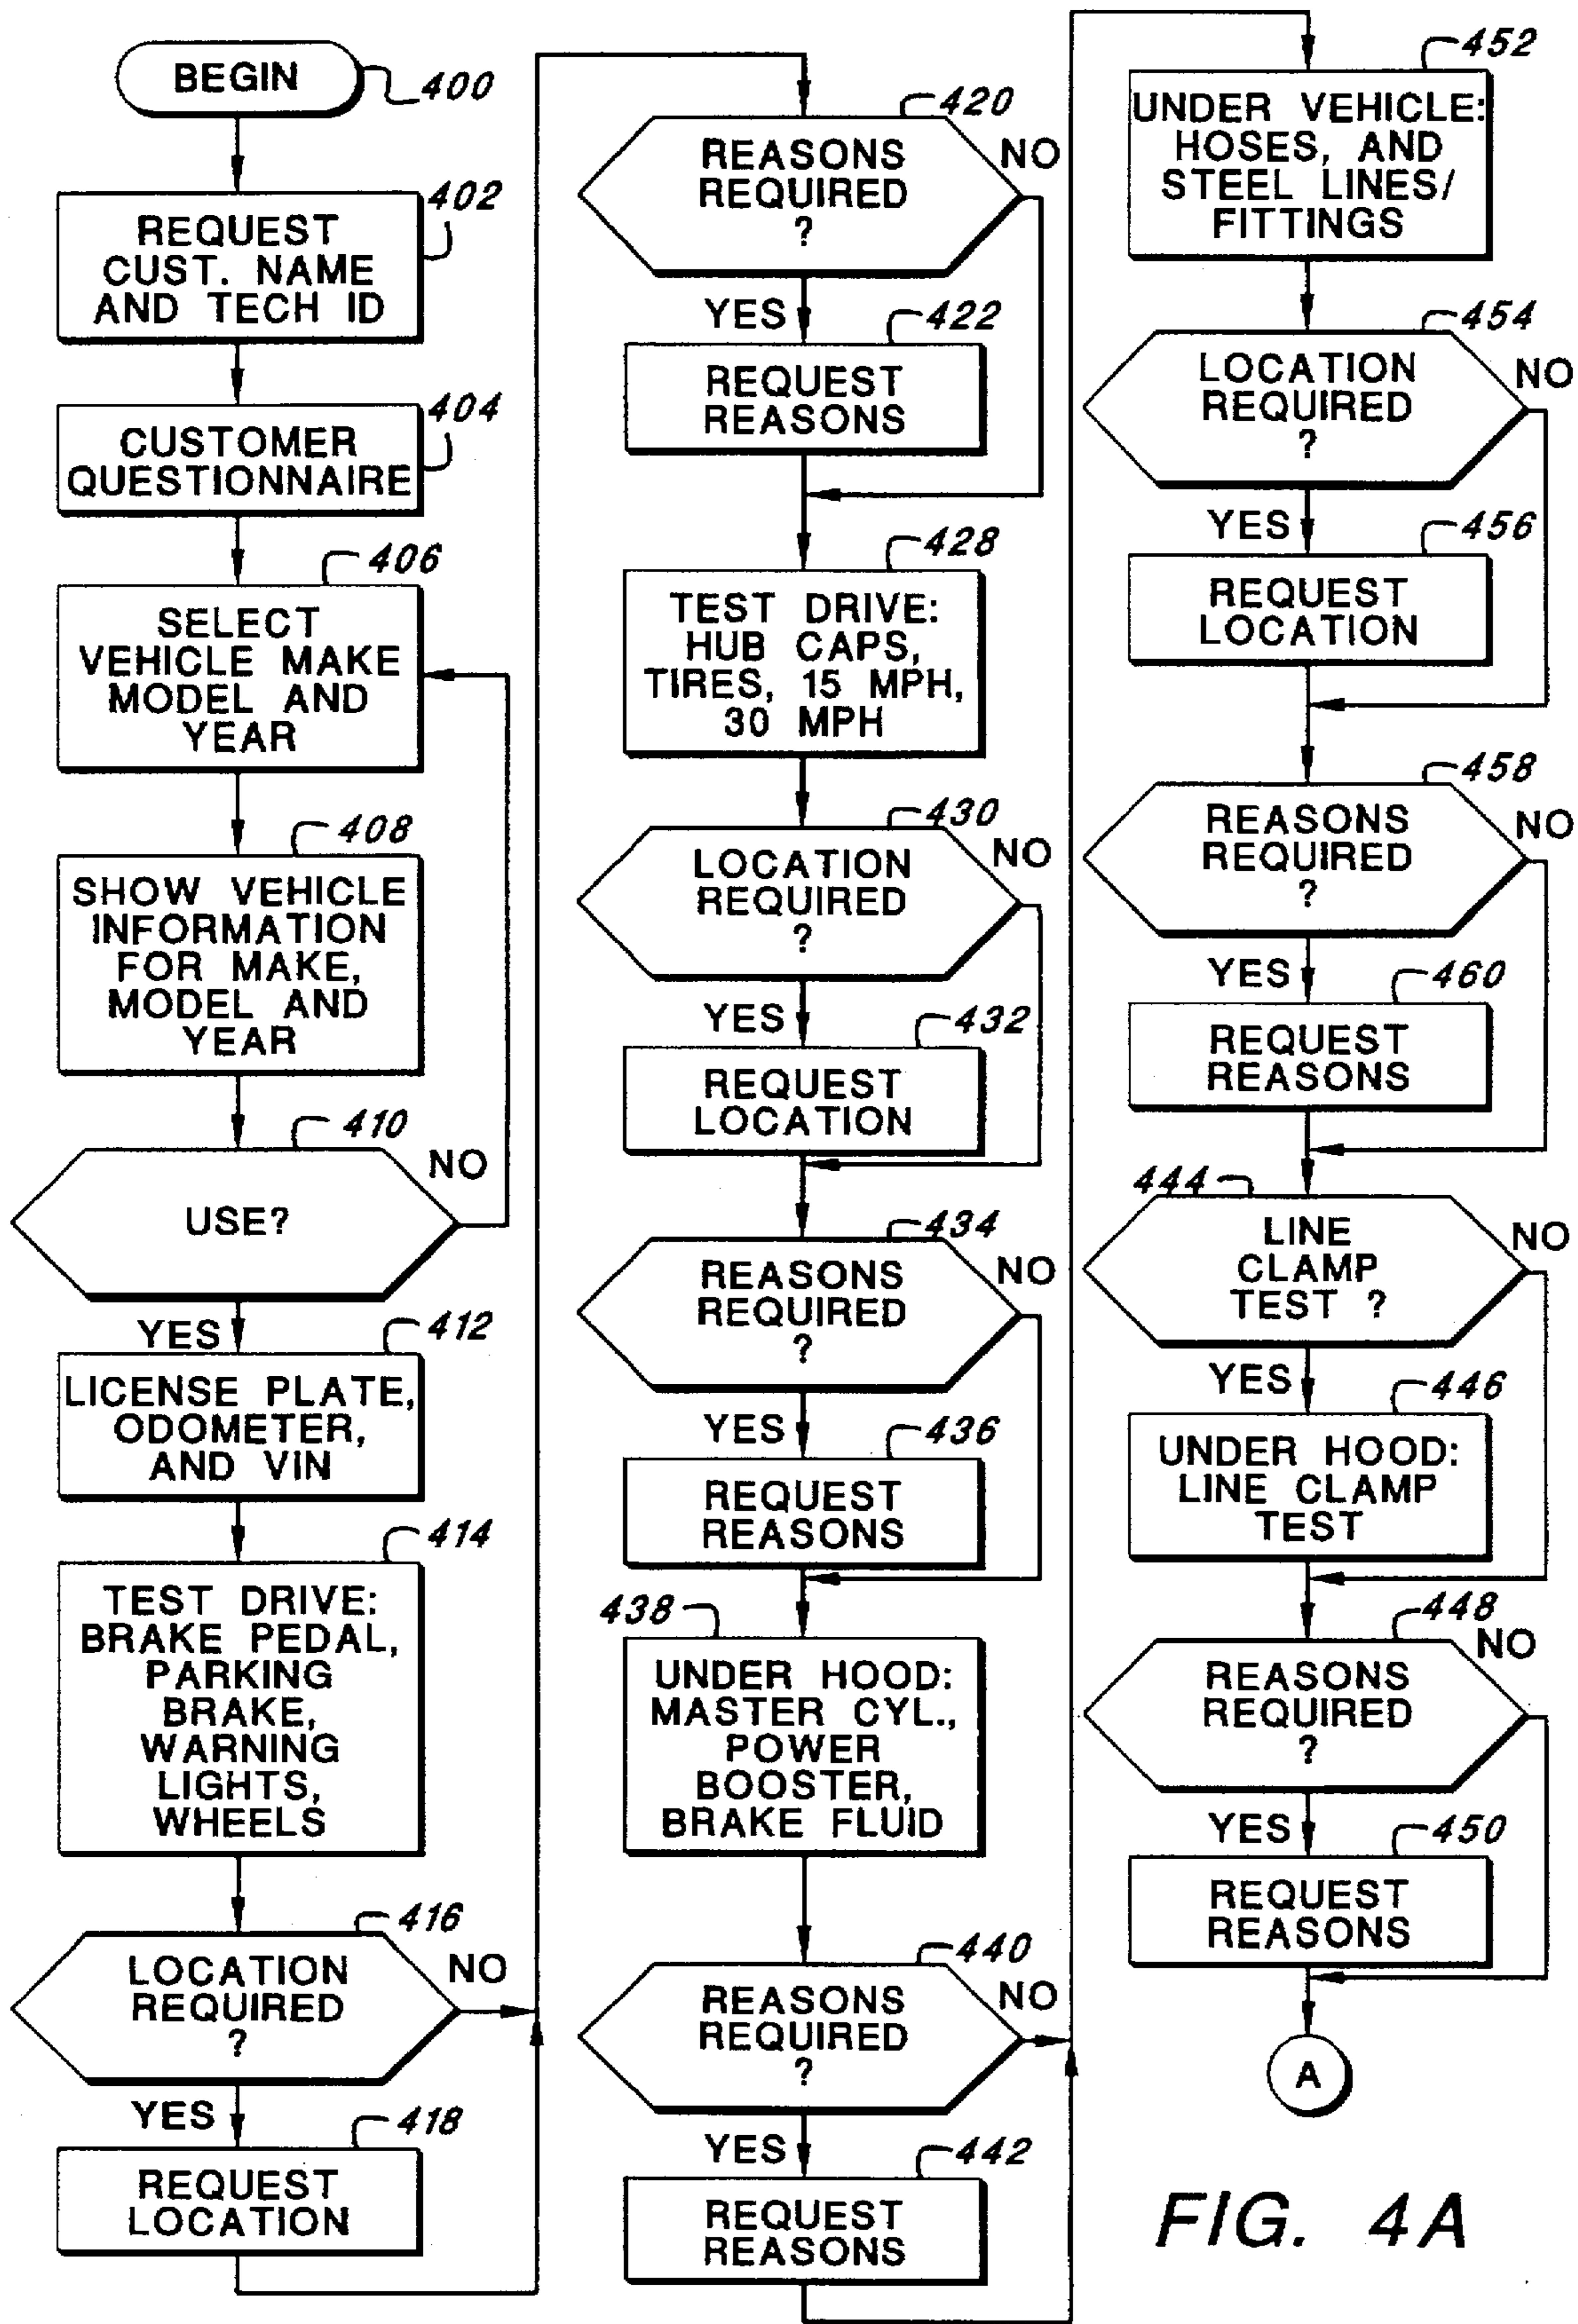 BEGIN
400
402
REQUEST
CUST. NAME
AND TECH ID
404
CUSTOMER
QUESTIONNAIRE
406
SELECT
VEHICLE MAKE
MODEL AND
YEAR
408
SHOW VEHICLE
INFORMATION
FOR MAKE,
MODEL AND
YEAR
410
NO
USE?
YES
412
LICENSE PLATE,
ODOMETER,
AND VIN
414
TEST DRIVE:
BRAKE PEDAL,
PARKING
BRAKE,
WARNING
LIGHTS,
WHEELS
416
LOCATION
REQUIRED
?
NO
YES
418
REQUEST
LOCATION
420
REASONS
REQUIRED
?
NO
YES
422
REQUEST
REASONS
428
TEST DRIVE:
HUB CAPS,
TIRES, 15 MPH,
30 MPH
430
LOCATION
REQUIRED
?
NO
YES
432
REQUEST
LOCATION
434
REASONS
REQUIRED
?
NO
YES
436
REQUEST
REASONS
438
UNDER HOOD:
MASTER CYL.,
POWER
BOOSTER,
BRAKE FLUID
440
REASONS
REQUIRED
?
NO
YES
442
REQUEST
REASONS
452
UNDER VEHICLE:
HOSES, AND
STEEL LINES/
FITTINGS
454
LOCATION
REQUIRED
?
NO
YES
456
REQUEST
LOCATION
458
REASONS
REQUIRED
?
NO
YES
460
REQUEST
REASONS
444
LINE
CLAMP
TEST ?
NO
YES
446
UNDER HOOD:
LINE CLAMP
TEST
448
NO
REASONS
REQUIRED
?
YES
450
REQUEST
REASONS
A
FIG. 4A